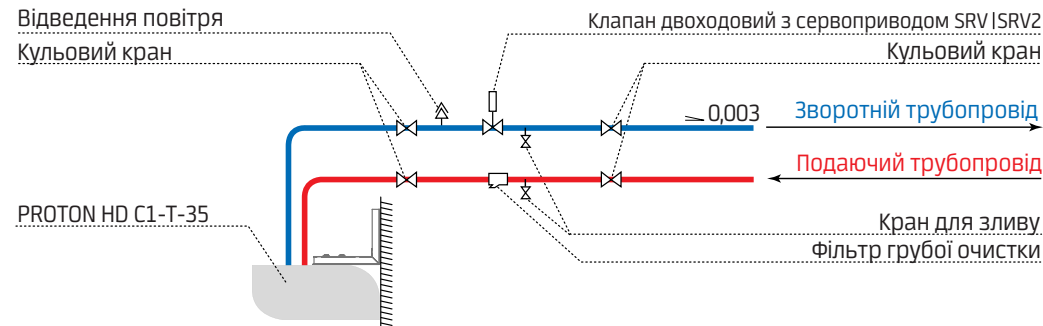 Відведення повітря
Клапан двоходовий з сервоприводом SRV|SRV2
Кульовий кран
Кульовий кран
0,003
Зворотній трубопровід
Подаючий трубопровід
PROTON HD C1-T-35
Кран для зливу
Фільтр грубої очистки